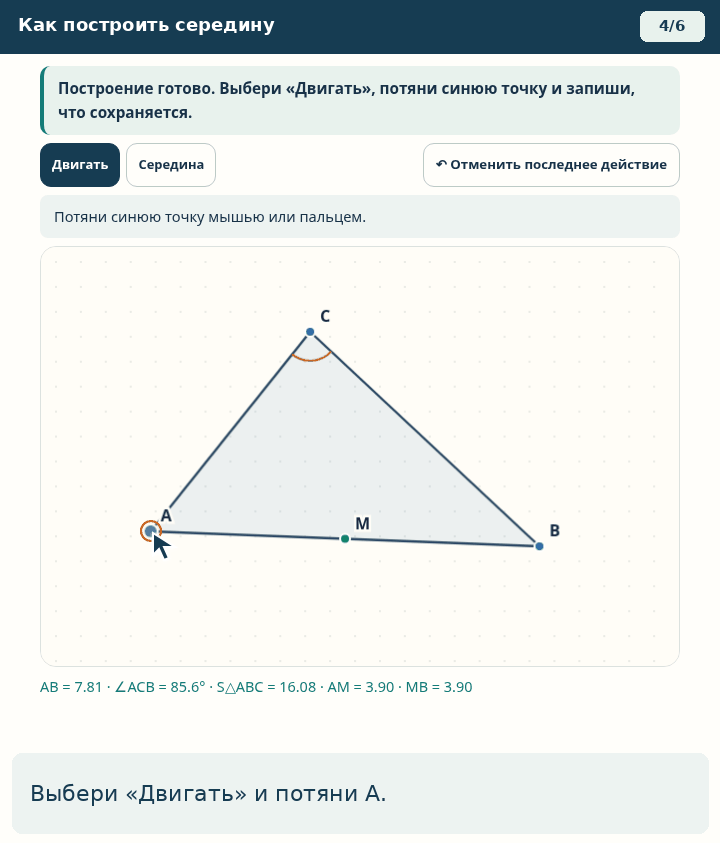 Как построить середину
4/6
Построение готово. Выбери «Двигать», потяни синюю точку и запиши,
что сохраняется.
Двигать
Середина
↶ Отменить последнее действие
Потяни синюю точку мышью или пальцем.
C
A
M
B
AB = 7.81 · ∠ACB = 85.6° · S△ABC = 16.08 · AM = 3.90 · MB = 3.90
Выбери «Двигать» и потяни A.